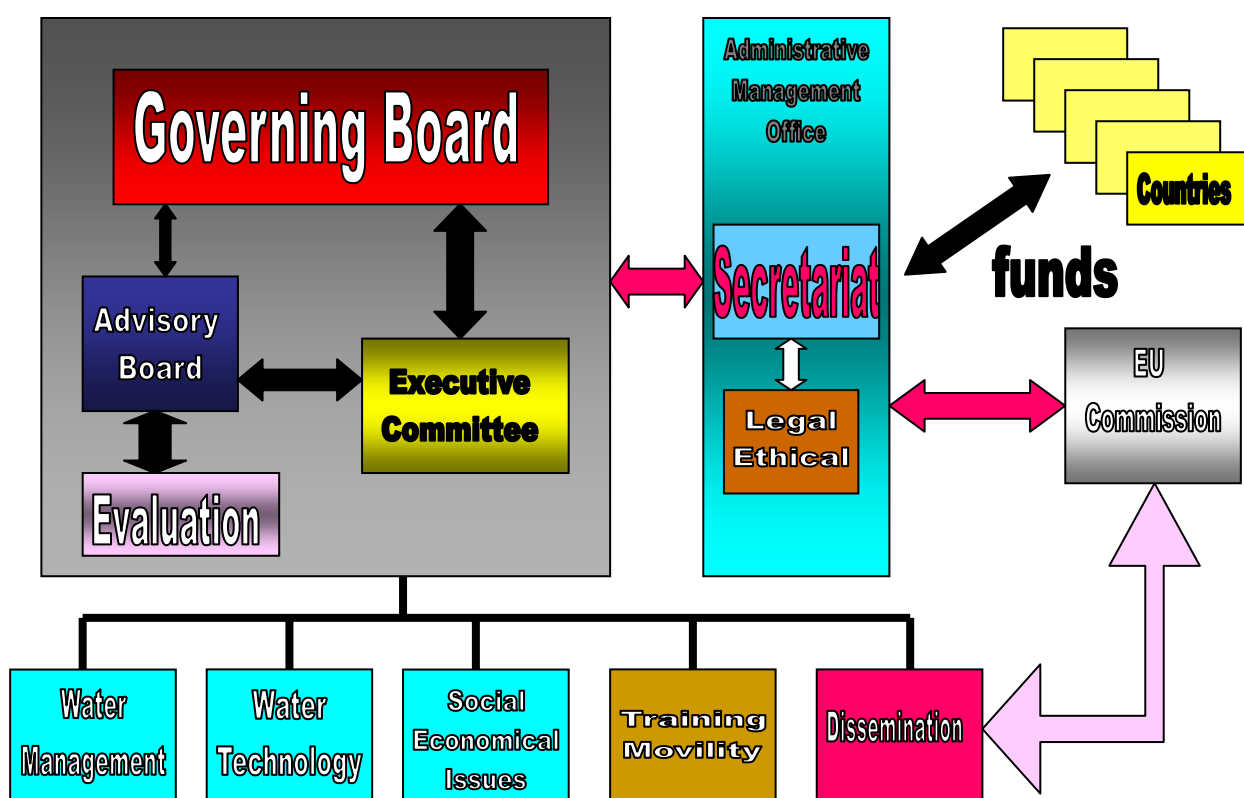 Governing Board
Advisory
Board
Executive
Committee
Evaluation
Administrative
Management
Office
Secretariat
Legal
Ethical
Countries
funds
EU
Commission
Water
Management
Water
Technology
Social
Economical
Issues
Training
Movility
Dissemination